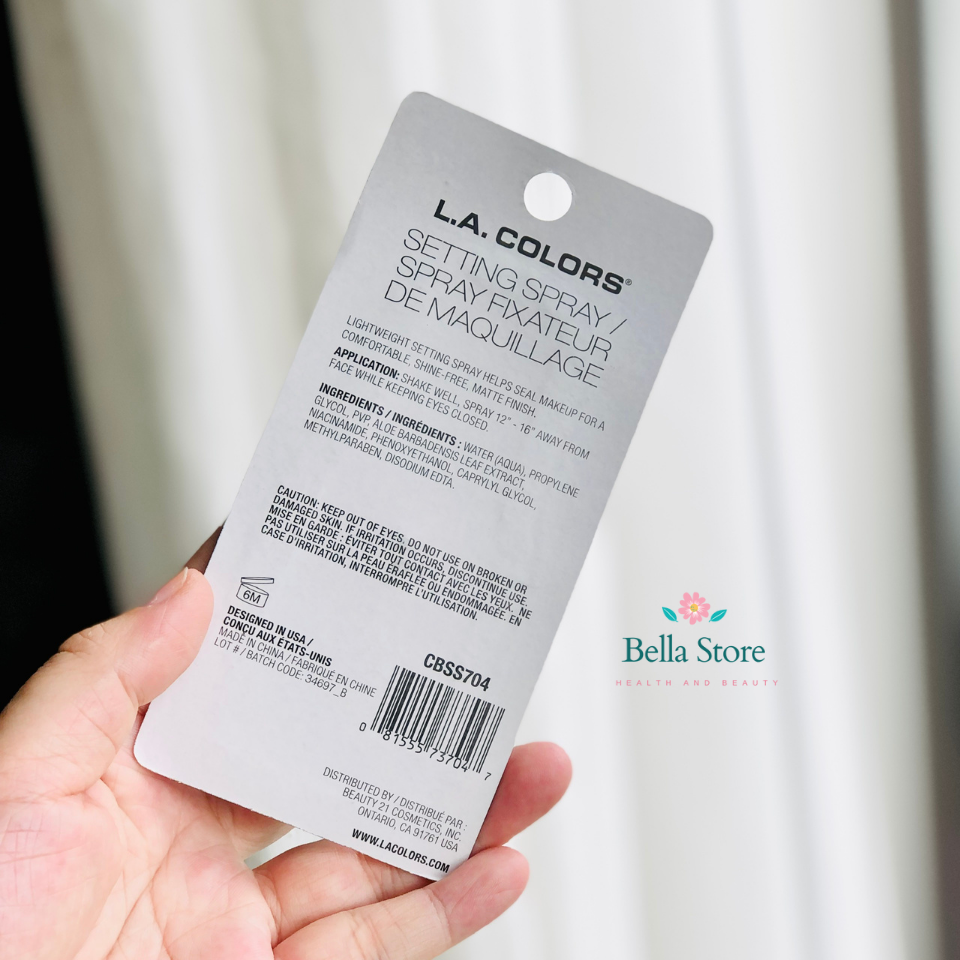 L.A. COLORS®
SETTING SPRAY /
SPRAY FIXATEUR
DE MAQUILLAGE
LIGHTWEIGHT SETTING SPRAY HELPS SEAL MAKEUP FOR A
COMFORTABLE, SHINE-FREE, MATTE FINISH.
APPLICATION: SHAKE WELL, SPRAY 12" - 16" AWAY FROM
FACE WHILE KEEPING EYES CLOSED.
INGREDIENTS / INGRÉDIENTS : WATER (AQUA), PROPYLENE
GLYCOL, PVP, ALOE BARBADENSIS LEAF EXTRACT,
NIACINAMIDE, PHENOXYETHANOL, CAPRYLYL GLYCOL,
METHYLPARABEN, DISODIUM EDTA.
CAUTION: KEEP OUT OF EYES. DO NOT USE ON BROKEN OR
DAMAGED SKIN. IF IRRITATION OCCURS, DISCONTINUE USE.
MISE EN GARDE : ÉVITER TOUT CONTACT AVEC LES YEUX. NE
PAS UTILISER SUR LA PEAU ÉRAFLÉE OU ENDOMMAGÉE. EN
CASE D'IRRITATION, INTERROMPRE L'UTILISATION.
6M
DESIGNED IN USA /
CONÇU AUX ETATS-UNIS
MADE IN CHINA / FABRIQUÉ EN CHINE
LOT # / BATCH CODE: 34697_B
CBSS704
0 81555 73704 7
DISTRIBUTED BY / DISTRIBUÉ PAR :
BEAUTY 21 COSMETICS, INC.
ONTARIO, CA 91761 USA
WWW.LACOLORS.COM
Bella Store
HEALTH AND BEAUTY